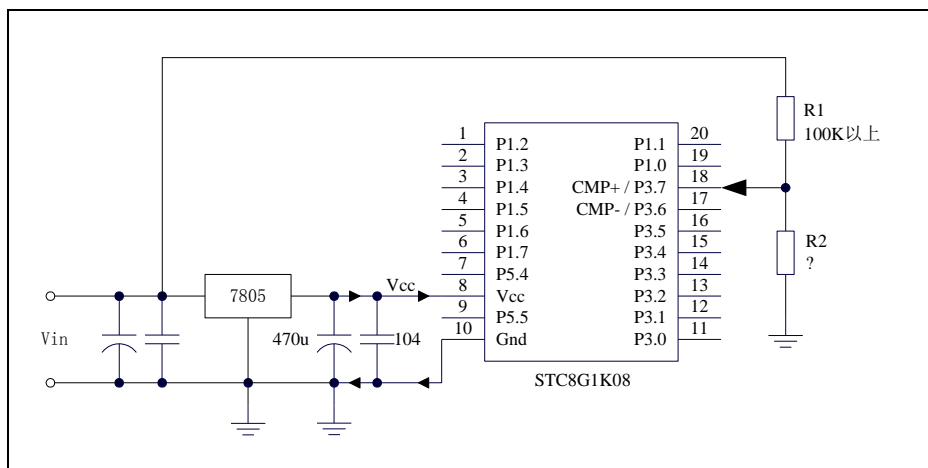 1 P1.2
2 P1.3
3 P1.4
4 P1.5
5 P1.6
6 P1.7
7 P5.4
8 Vcc
9 P5.5
10 Gnd
P1.1 20
P1.0 19
CMP+ / P3.7 18
CMP- / P3.6 17
P3.5 16
P3.4 15
P3.3 14
P3.2 13
P3.1 12
P3.0 11
STC8G1K08
R1
100K以上
R2
?
7805
Vcc
Vin
470u
104